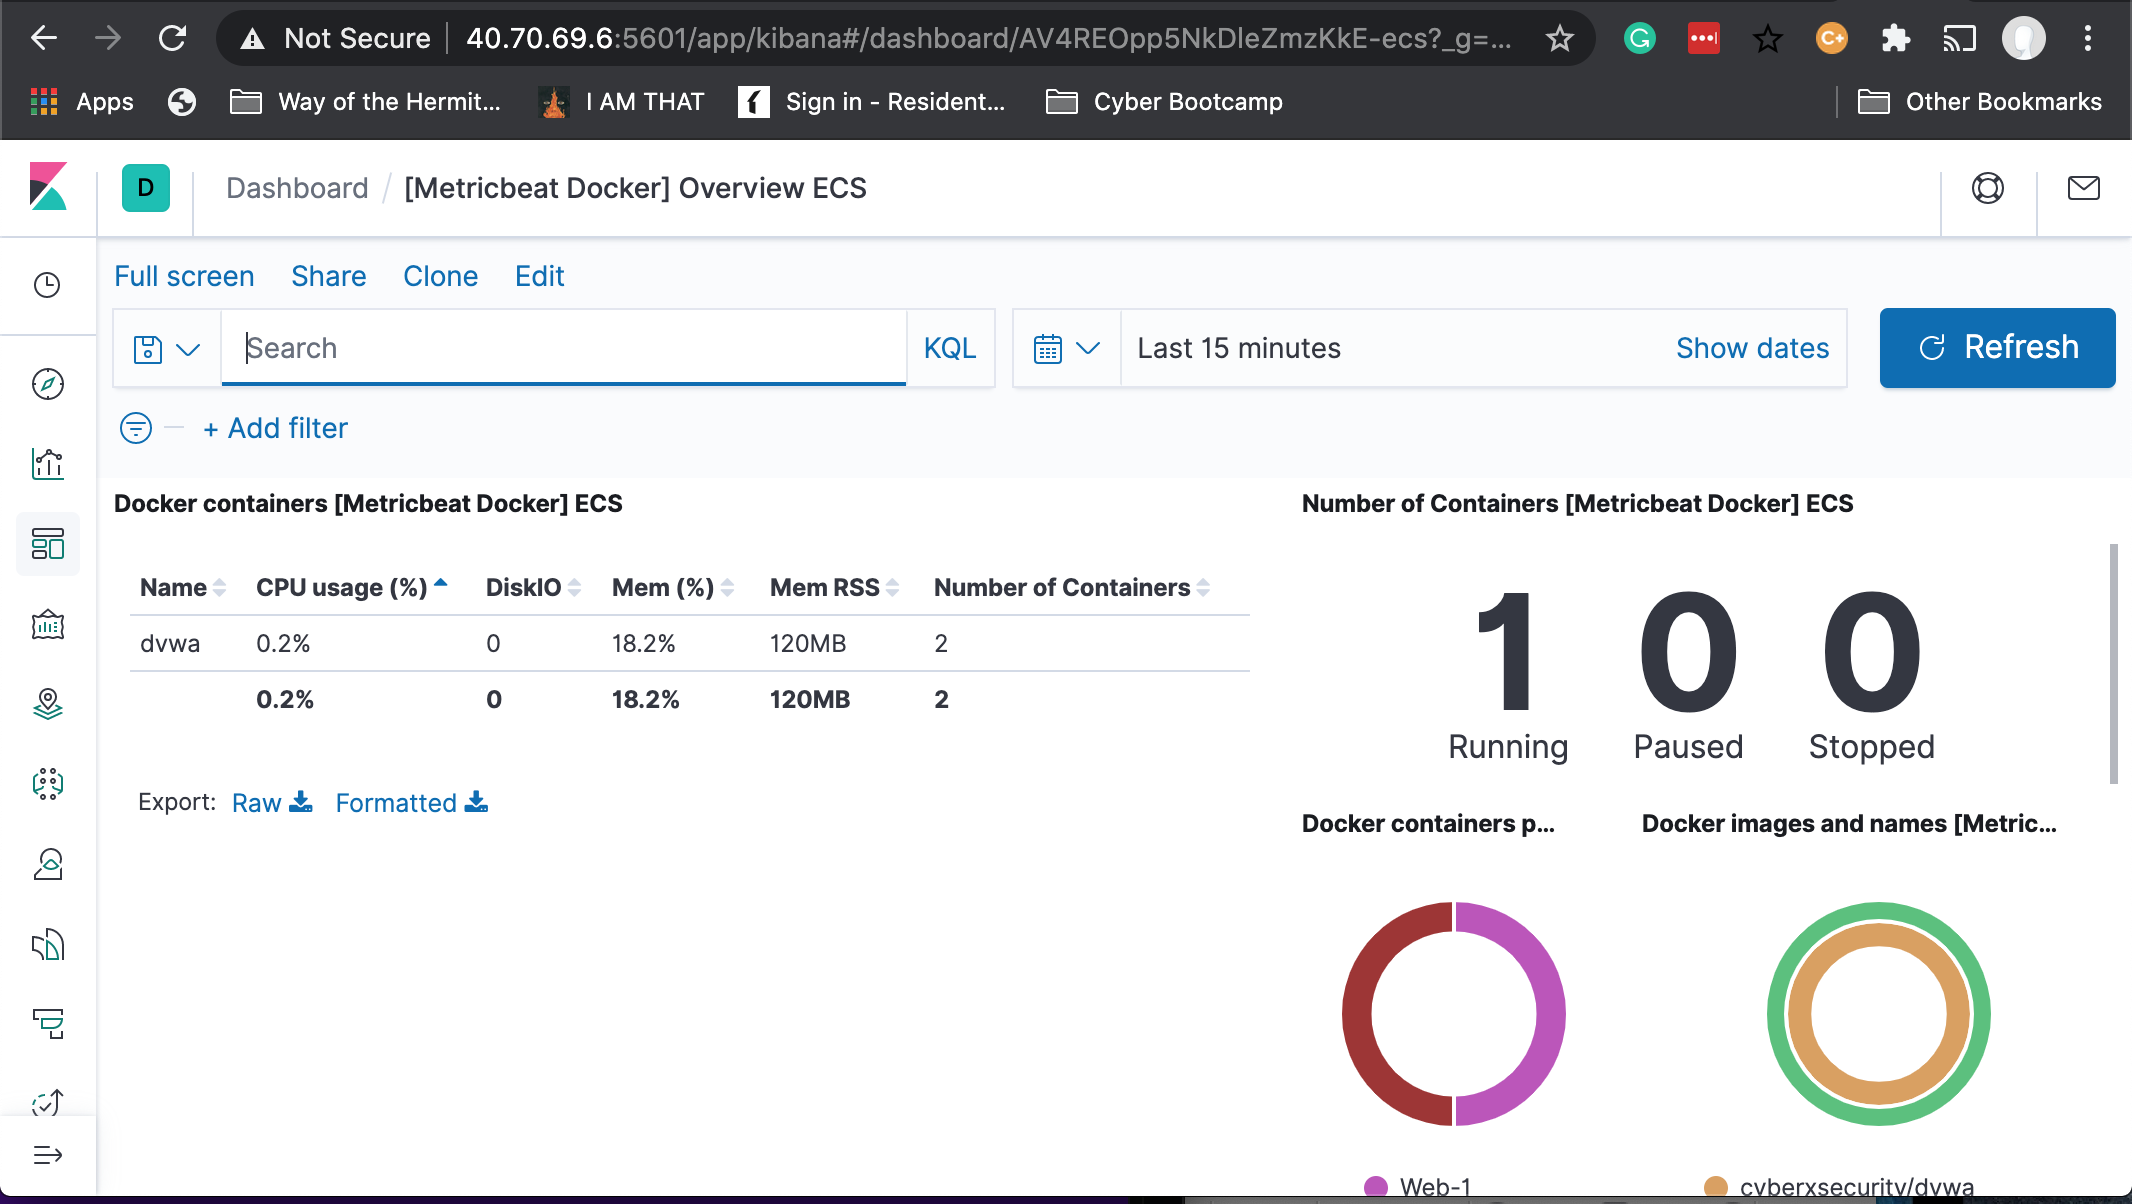 Not Secure 40.70.69.6:5601/app/kibana#/dashboard/AV4REOpp5NkDleZmzKkE-ecs?_g=...
Apps Way of the Hermit... I AM THAT Sign in - Resident... Cyber Bootcamp Other Bookmarks
D Dashboard / [Metricbeat Docker] Overview ECS
Full screen Share Clone Edit
Search KQL Last 15 minutes Show dates Refresh
+ Add filter
Docker containers [Metricbeat Docker] ECS
Name CPU usage (%) DiskIO Mem (%) Mem RSS Number of Containers
dvwa 0.2% 0 18.2% 120MB 2
0.2% 0 18.2% 120MB 2
Export: Raw Formatted
Number of Containers [Metricbeat Docker] ECS
1 0 0
Running Paused Stopped
Docker containers p... Docker images and names [Metric...
Web-1 cyberxsecurity/dvwa